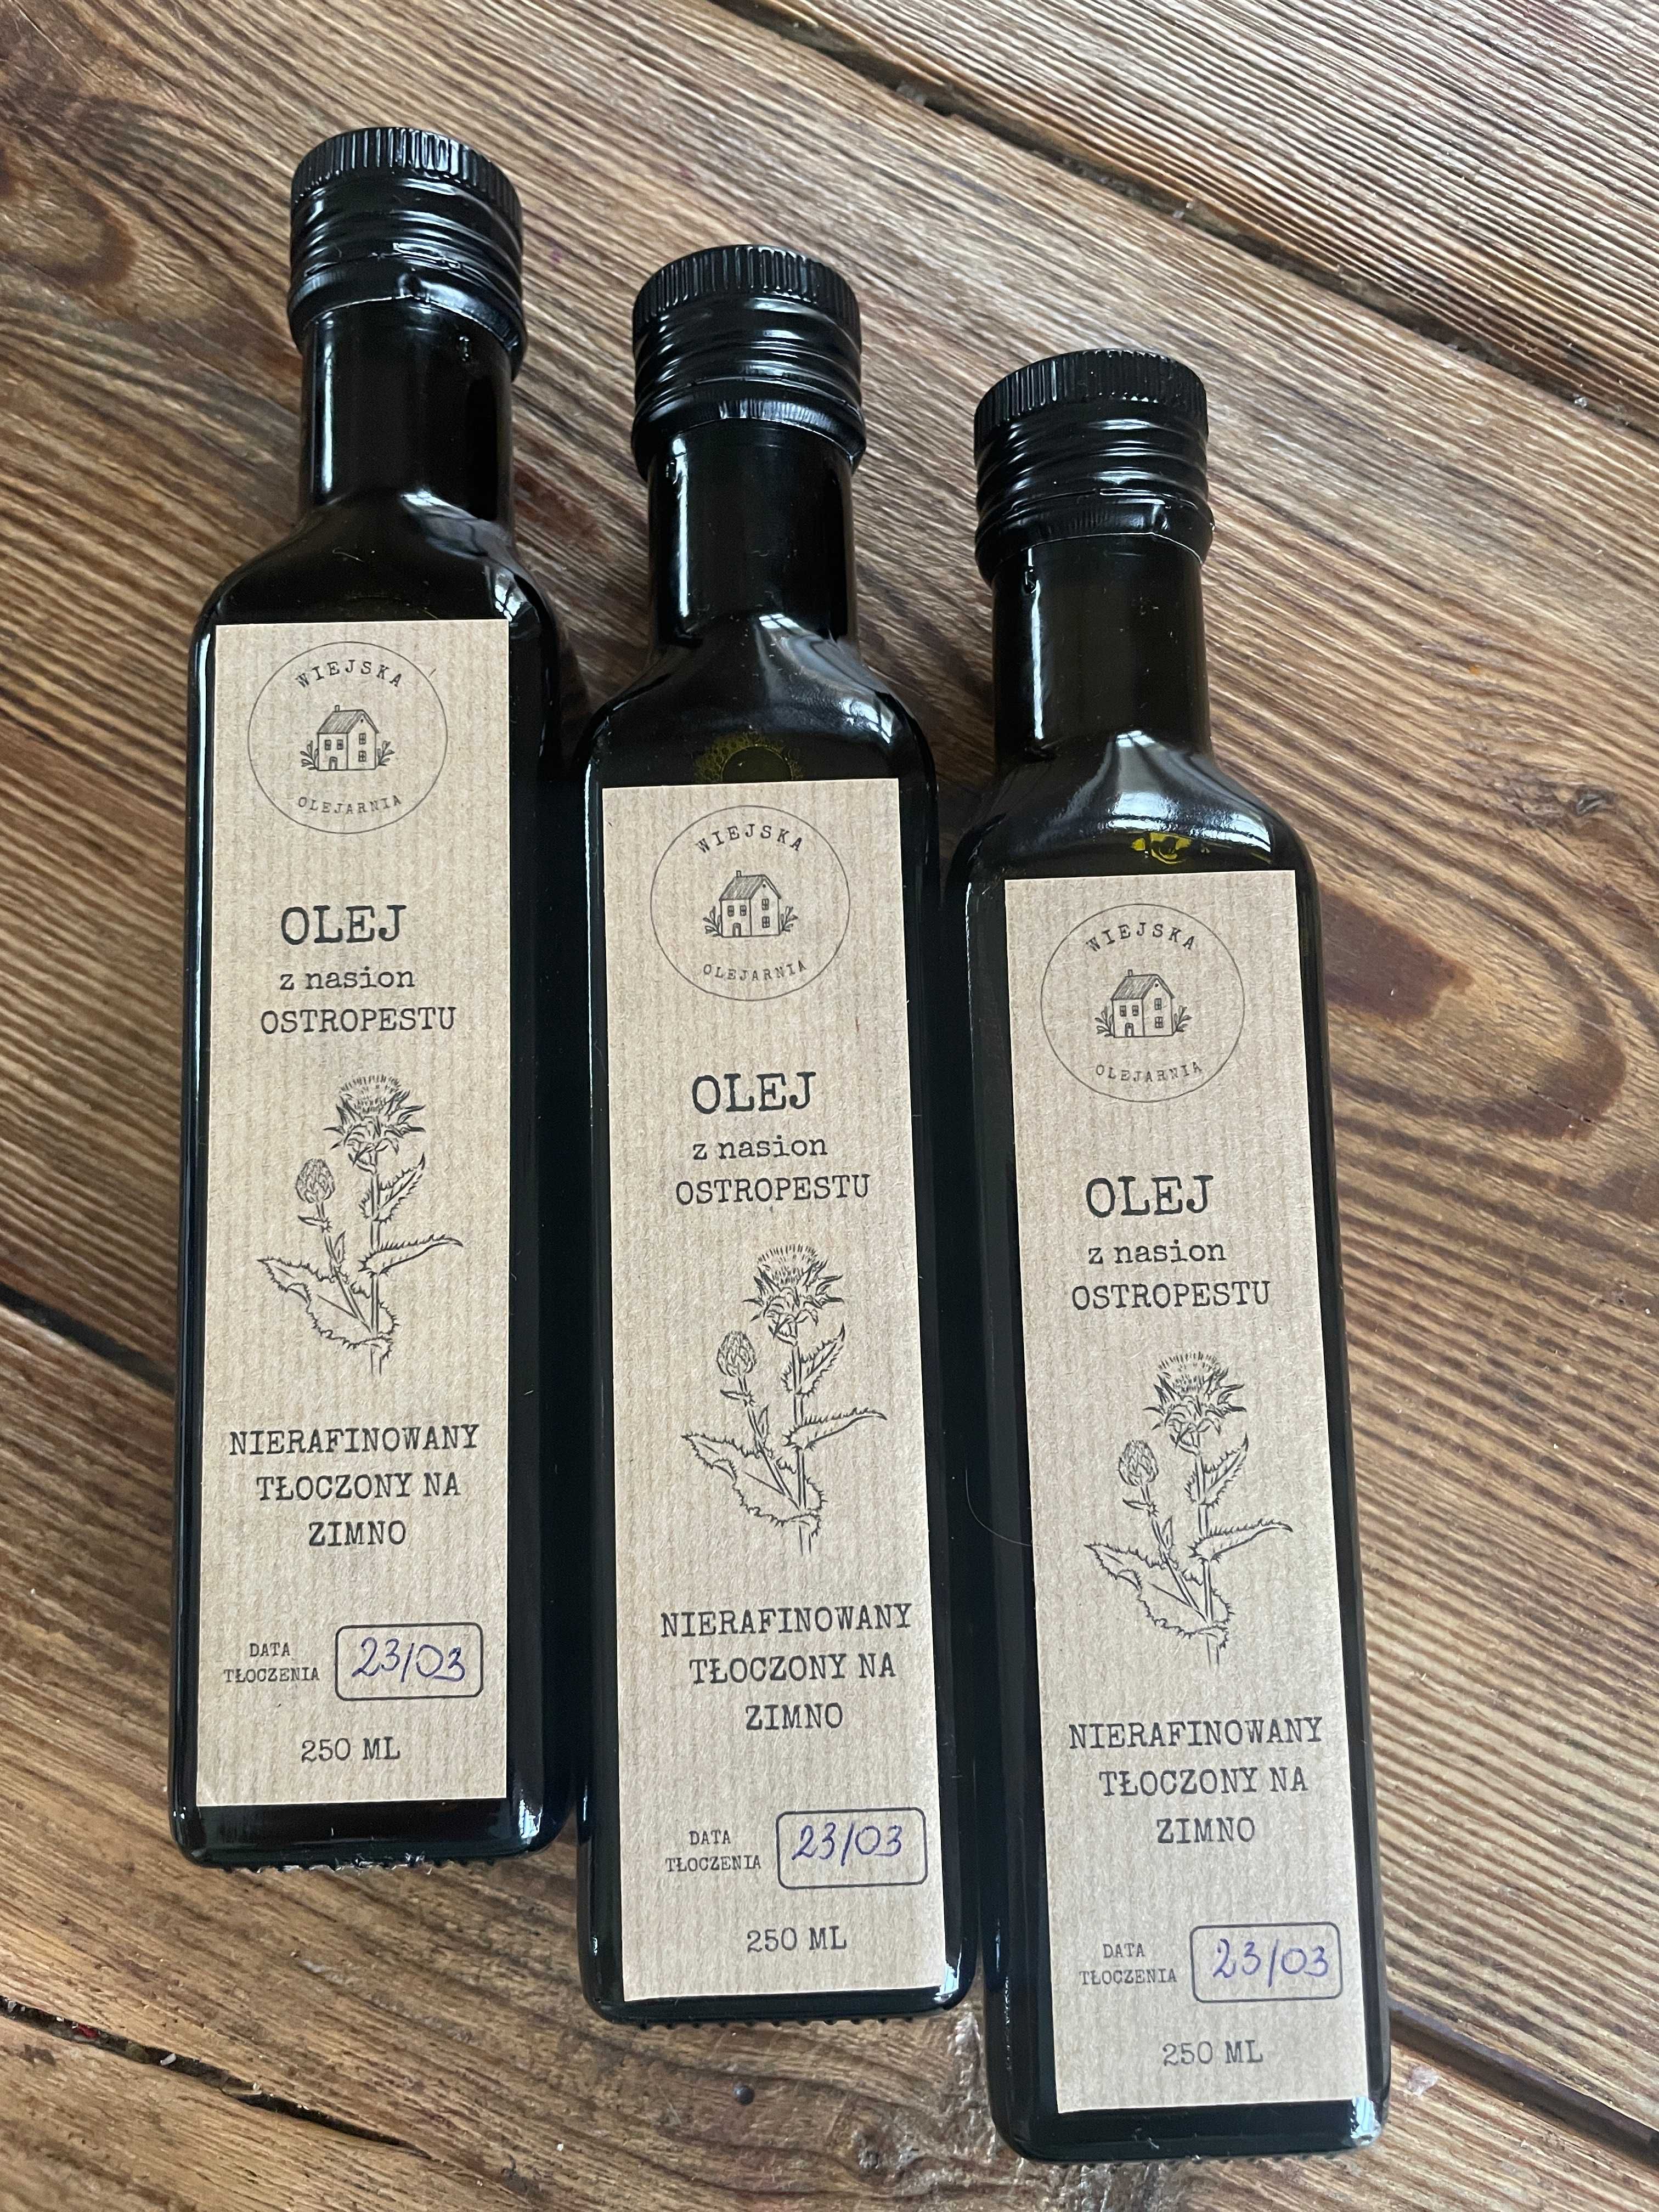 WIEJSKA
OLEJARNIA
OLEJ
z nasion
OSTROPESTU
NIERAFINOWANY
TŁOCZONY NA
ZIMNO
DATA
TŁOCZENIA
23/03
250 ML
WIEJSKA
OLEJARNIA
OLEJ
z nasion
OSTROPESTU
NIERAFINOWANY
TŁOCZONY NA
ZIMNO
DATA
TŁOCZENIA
23/03
250 ML
WIEJSKA
OLEJARNIA
OLEJ
z nasion
OSTROPESTU
NIERAFINOWANY
TŁOCZONY NA
ZIMNO
DATA
TŁOCZENIA
23/03
250 ML